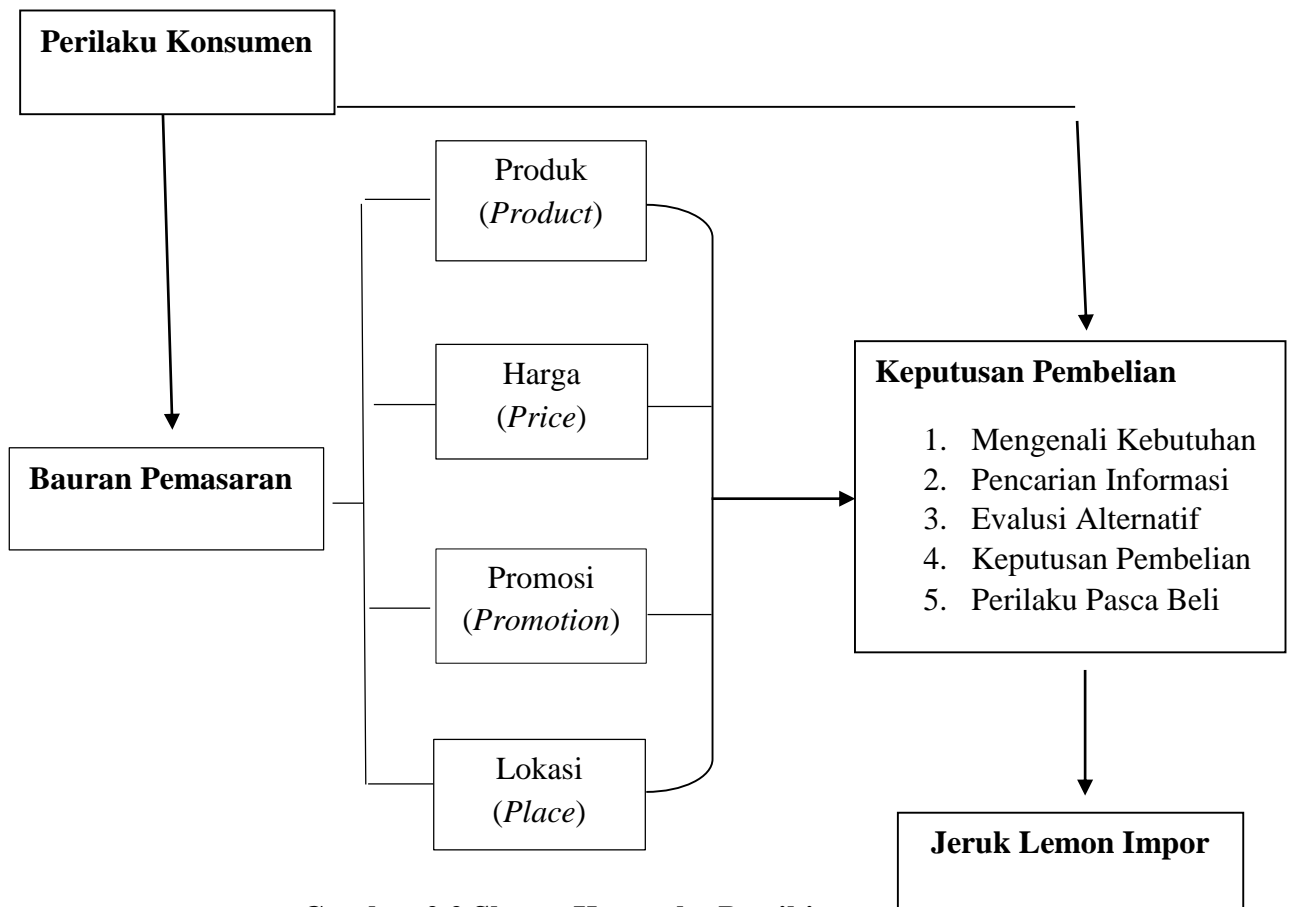 Perilaku Konsumen
Produk
(Product)
Harga
(Price)
Keputusan Pembelian
1. Mengenali Kebutuhan
2. Pencarian Informasi
3. Evalusi Alternatif
4. Keputusan Pembelian
5. Perilaku Pasca Beli
Bauran Pemasaran
Promosi
(Promotion)
Lokasi
(Place)
Jeruk Lemon Impor